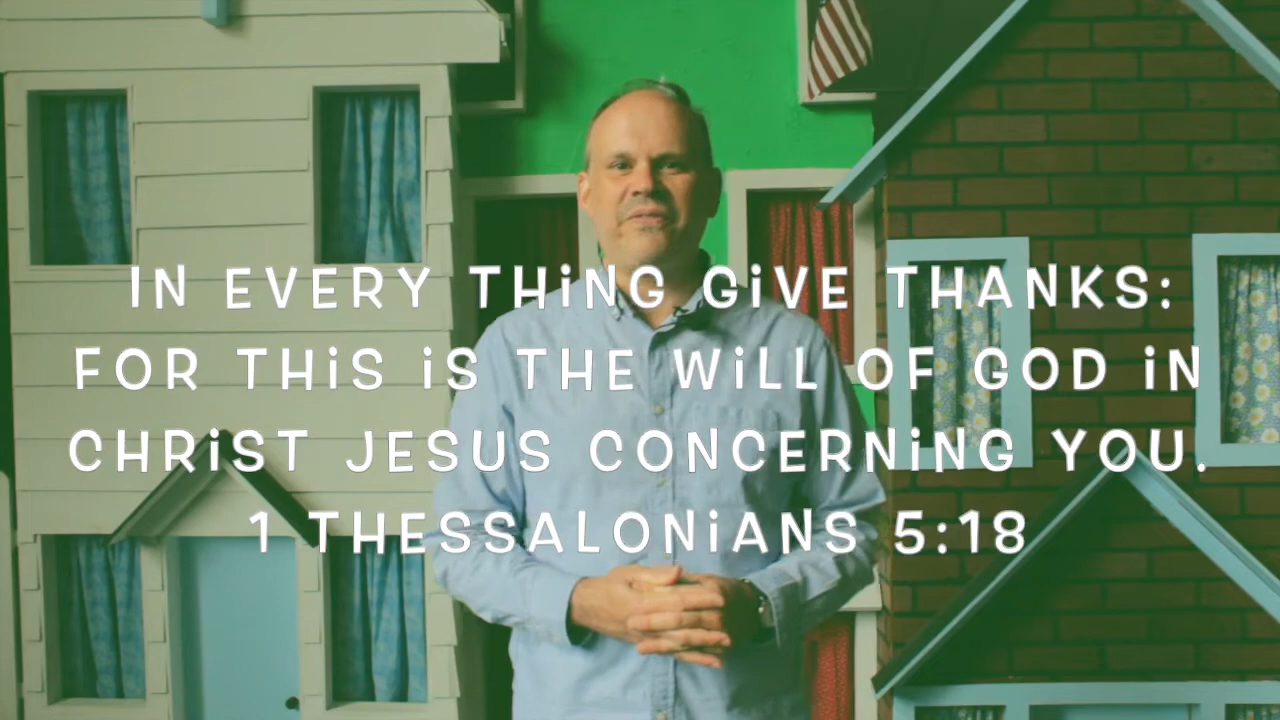 IN EVERY THiNG GiVE THANKS:
FOR THiS iS THE WiLL OF GOD iN
CHRiST JESUS CONCERNiNG YOU.
1 THESSALONiANS 5:18